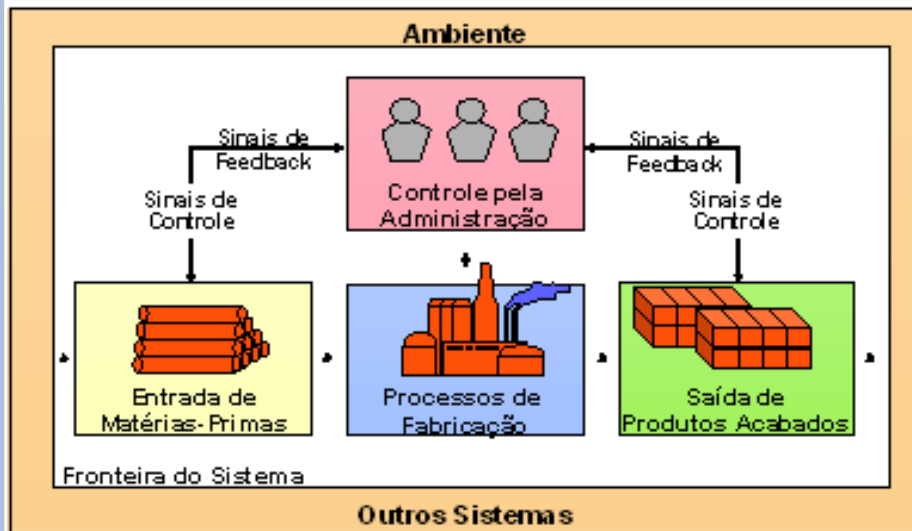 Ambiente
Sinais de
Feedback
Sinais de
Feedback
Controle pela
Administração
Sinais de
Controle
Sinais de
Controle
Entrada de
Matérias-Primas
Processos de
Fabricação
Saída de
Produtos Acabados
Fronteira do Sistema
Outros Sistemas